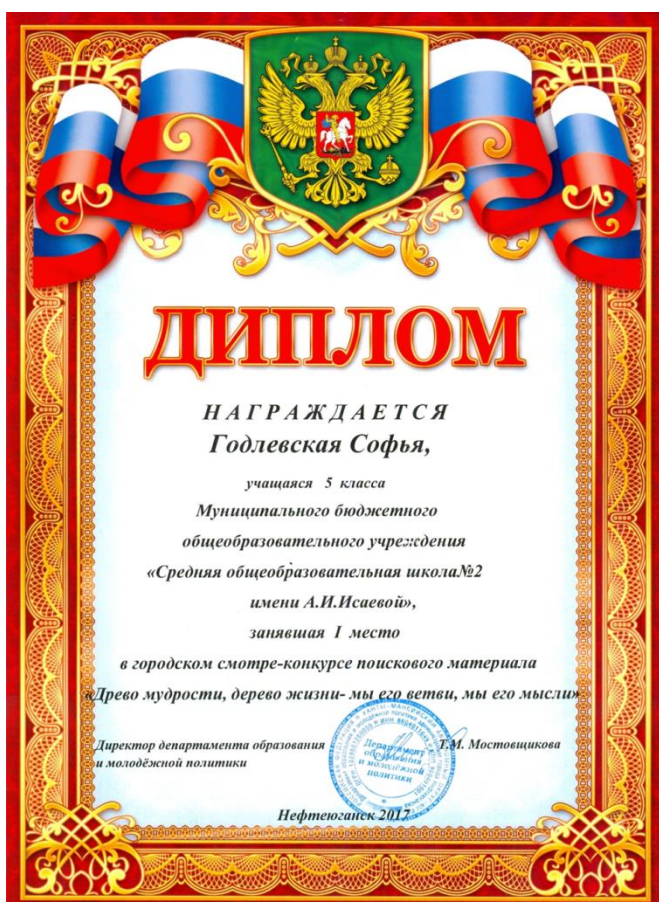 ДИПЛОМ
НАГРАЖДАЕТСЯ
Годлевская Софья,
учащаяся 5 класса
Муниципального бюджетного
общеобразовательного учреждения
«Средняя общеобразовательная школа№2
имени А.И.Исаевой»,
занявшая I место
в городском смотре-конкурсе поискового материала
«Древо мудрости, дерево жизни- мы его ветви, мы его мысли»
Директор департамента образования
и молодёжной политики
Департамент
образования
и молодежной
политики
Т.М. Мостовщикова
Нефтеюганск 2017